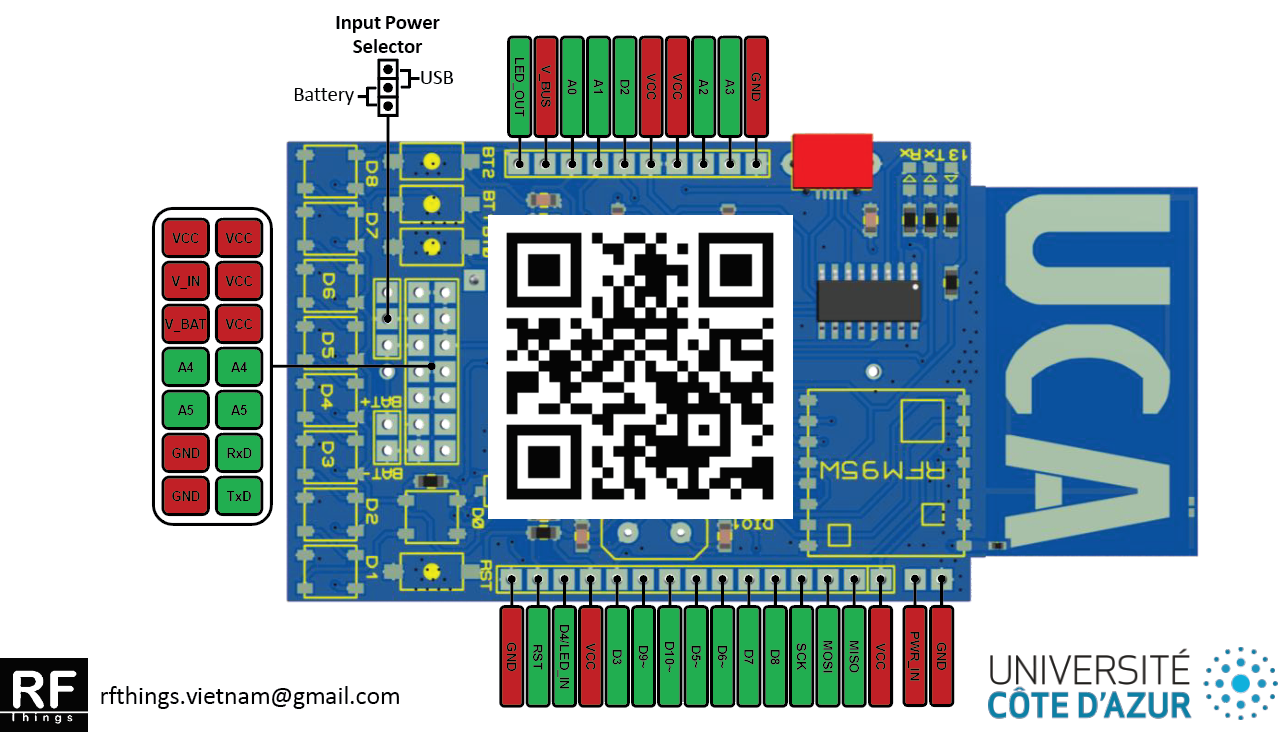 Input Power
Selector
USB
Battery
LED_OUT
V_BUS
A0
A1
D2
VCC
VCC
A2
A3
GND
BT2
13 Tx Rx
D8
D7
D6
D5
D4
D3
D2
D1
BAT+
BAT-
D0
RST
RFM95W
UCA
VCC VCC
V_IN VCC
V_BAT VCC
A4 A4
A5 A5
GND RxD
GND TxD
GND
RST
D4/LED_IN
VCC
D3
D9~
D10~
D5~
D6~
D7
D8
SCK
MOSI
MISO
VCC
PWR_IN
GND
RF
Things
rfthings.vietnam@gmail.com
UNIVERSITÉ
CÔTE D'AZUR